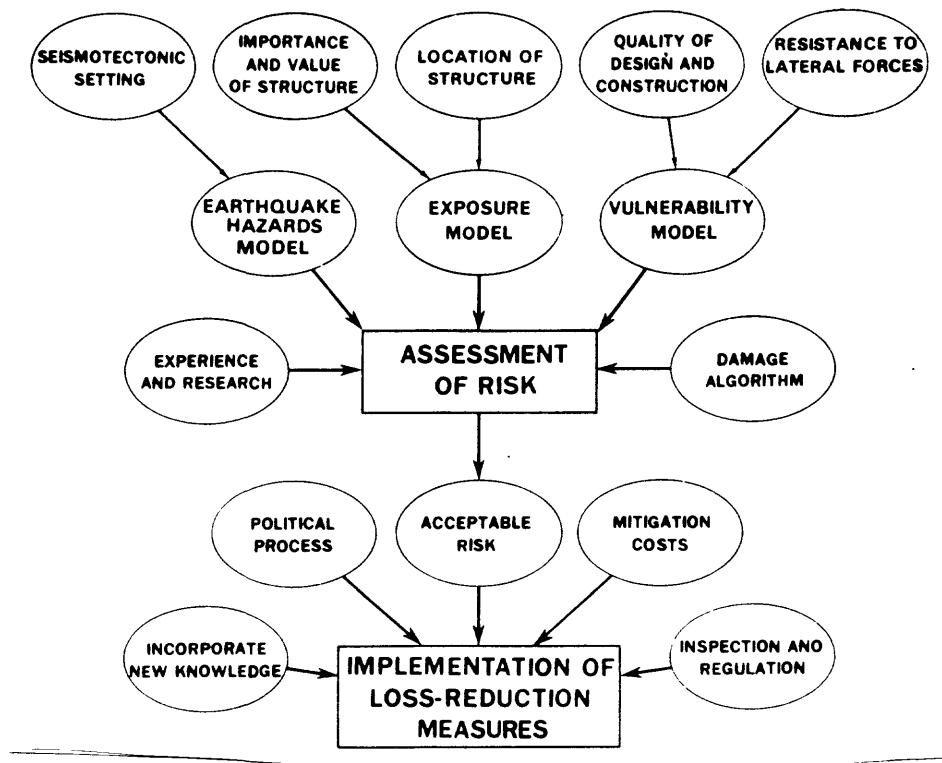 SEISMOTECTONIC
SETTING
IMPORTANCE
AND VALUE
OF STRUCTURE
LOCATION OF
STRUCTURE
QUALITY OF
DESIGN AND
CONSTRUCTION
RESISTANCE TO
LATERAL FORCES
EARTHQUAKE
HAZARDS
MODEL
EXPOSURE
MODEL
VULNERABILITY
MODEL
EXPERIENCE
AND RESEARCH
ASSESSMENT
OF RISK
DAMAGE
ALGORITHM
POLITICAL
PROCESS
ACCEPTABLE
RISK
MITIGATION
COSTS
INCORPORATE
NEW KNOWLEDGE
IMPLEMENTATION OF
LOSS-REDUCTION
MEASURES
INSPECTION AND
REGULATION